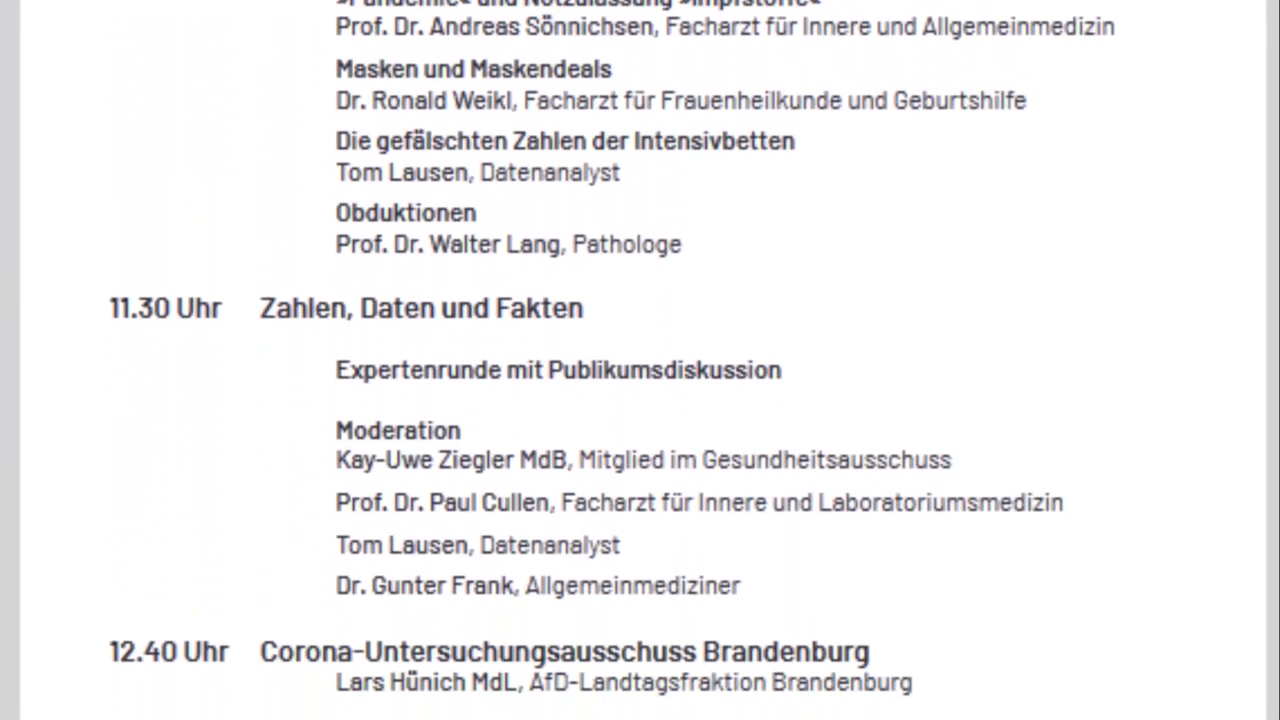 »Pandemie« und Notzulassung »Impfstoffe«
Prof. Dr. Andreas Sönnichsen, Facharzt für Innere und Allgemeinmedizin
Masken und Maskendeals
Dr. Ronald Weikl, Facharzt für Frauenheilkunde und Geburtshilfe
Die gefälschten Zahlen der Intensivbetten
Tom Lausen, Datenanalyst
Obduktionen
Prof. Dr. Walter Lang, Pathologe
11.30 Uhr Zahlen, Daten und Fakten
Expertenrunde mit Publikumsdiskussion
Moderation
Kay-Uwe Ziegler MdB, Mitglied im Gesundheitsausschuss
Prof. Dr. Paul Cullen, Facharzt für Innere und Laboratoriumsmedizin
Tom Lausen, Datenanalyst
Dr. Gunter Frank, Allgemeinmediziner
12.40 Uhr Corona-Untersuchungsausschuss Brandenburg
Lars Hünich MdL, AfD-Landtagsfraktion Brandenburg